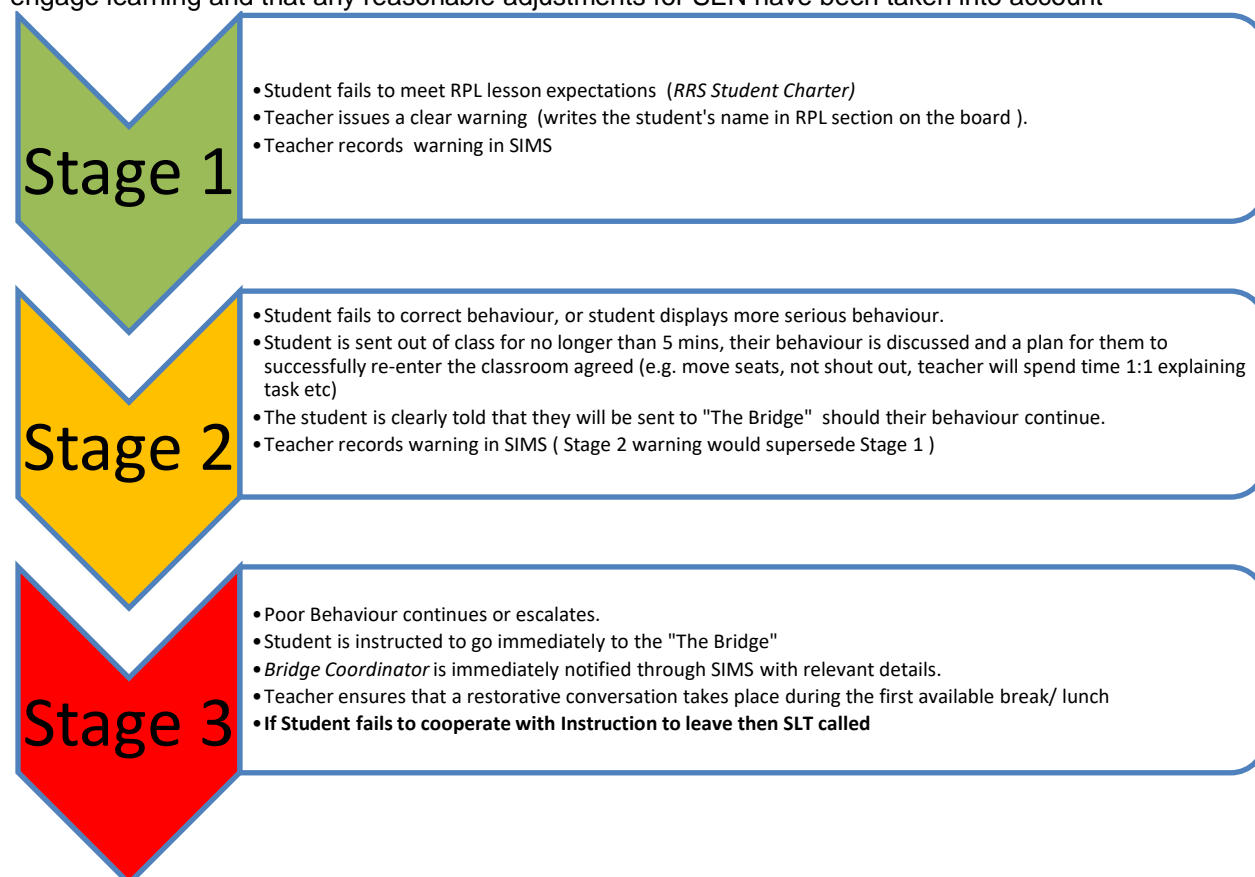 engage learning and that any reasonable adjustments for SEN have been taken into account
Stage 1
•Student fails to meet RPL lesson expectations (RRS Student Charter)
•Teacher issues a clear warning (writes the student's name in RPL section on the board ).
•Teacher records warning in SIMS
Stage 2
•Student fails to correct behaviour, or student displays more serious behaviour.
•Student is sent out of class for no longer than 5 mins, their behaviour is discussed and a plan for them to
successfully re-enter the classroom agreed (e.g. move seats, not shout out, teacher will spend time 1:1 explaining
task etc)
•The student is clearly told that they will be sent to "The Bridge" should their behaviour continue.
•Teacher records warning in SIMS ( Stage 2 warning would supersede Stage 1 )
Stage 3
•Poor Behaviour continues or escalates.
•Student is instructed to go immediately to the "The Bridge"
•Bridge Coordinator is immediately notified through SIMS with relevant details.
•Teacher ensures that a restorative conversation takes place during the first available break/ lunch
•If Student fails to cooperate with Instruction to leave then SLT called